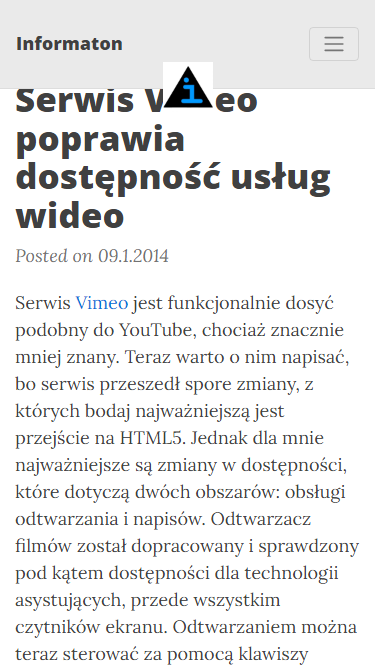 Informaton
Serwis Vimeo
poprawia
dostępność usług
wideo
Posted on 09.1.2014
Serwis Vimeo jest funkcjonalnie dosyć
podobny do YouTube, chociaż znacznie
mniej znany. Teraz warto o nim napisać,
bo serwis przeszedł spore zmiany, z
których bodaj najważniejszą jest
przejście na HTML5. Jednak dla mnie
najważniejsze są zmiany w dostępności,
które dotyczą dwóch obszarów: obsługi
odtwarzania i napisów. Odtwarzacz
filmów został dopracowany i sprawdzony
pod kątem dostępności dla technologii
asystujących, przede wszystkim
czytników ekranu. Odtwarzaniem można
teraz sterować za pomocą klawiszy